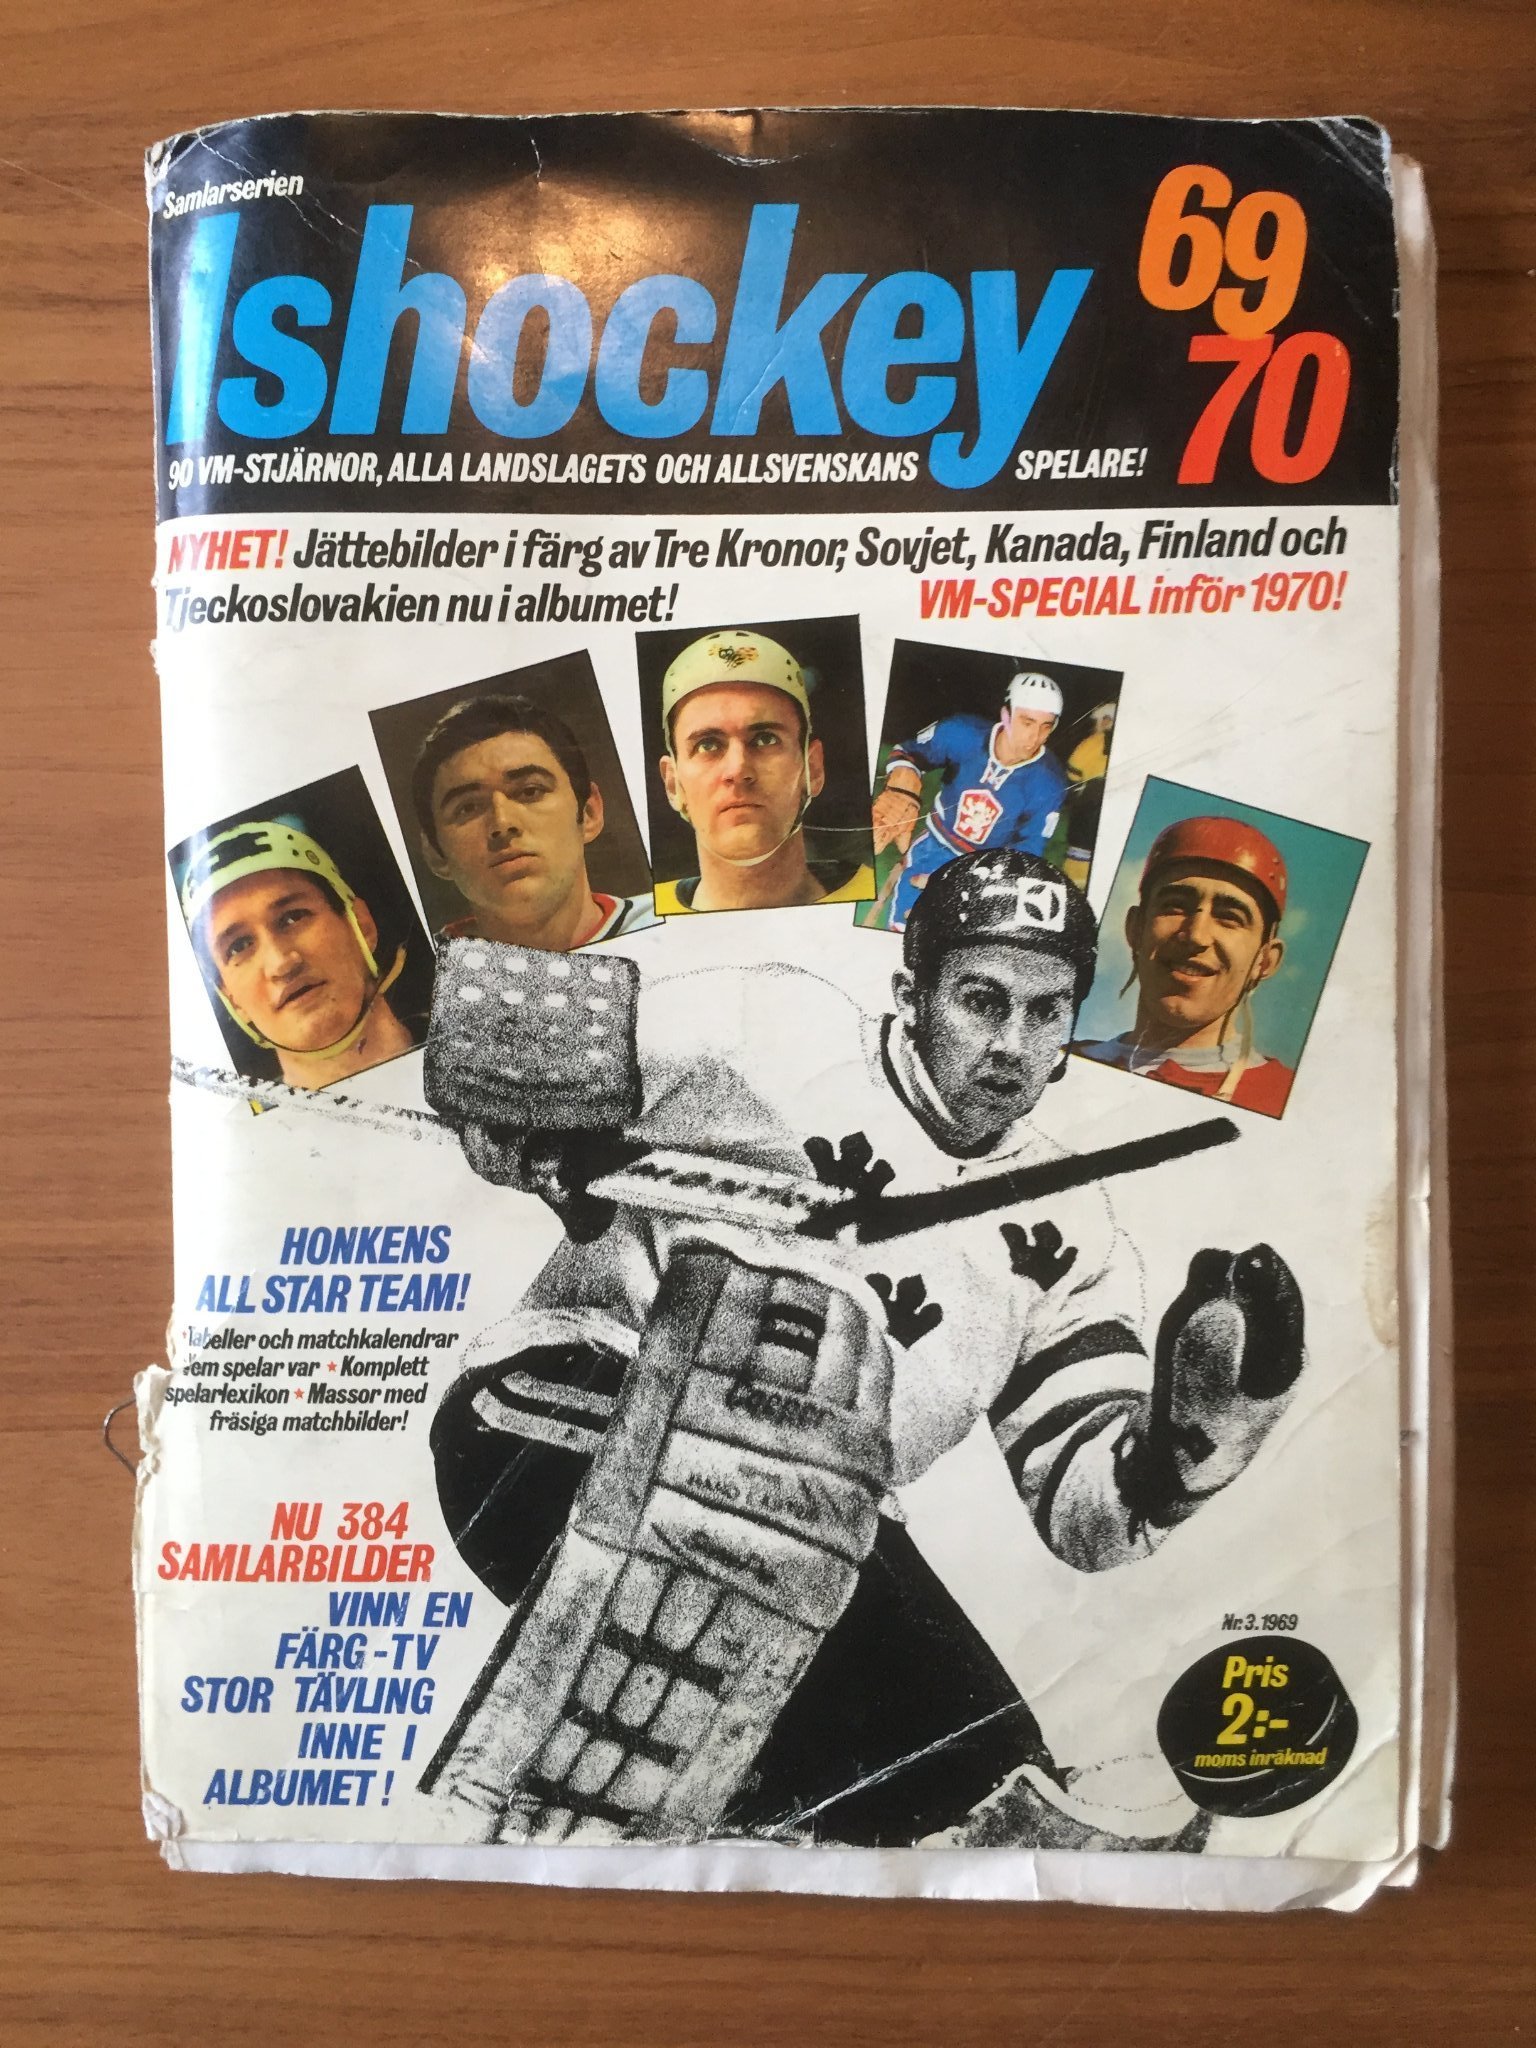 Samlarserien
Ishockey
69
70
90 VM-STJÄRNOR, ALLA LANDSLAGETS OCH ALLSVENSKANS SPELARE!
NYHET! Jättebilder i färg av Tre Kronor, Sovjet, Kanada, Finland och
Tjeckoslovakien nu i albumet!
VM-SPECIAL inför 1970!
HONKENS
ALL STAR TEAM!
Tabeller och matchkalendrar
Vem spelar var ★ Komplett
spelarlexikon ★ Massor med
fräsiga matchbilder!
Cooper
NU 384
SAMLARBILDER
VINN EN
FÄRG-TV
STOR TÄVLING
INNE I
ALBUMET!
Nr.3.1969
Pris
2:-
moms inräknad